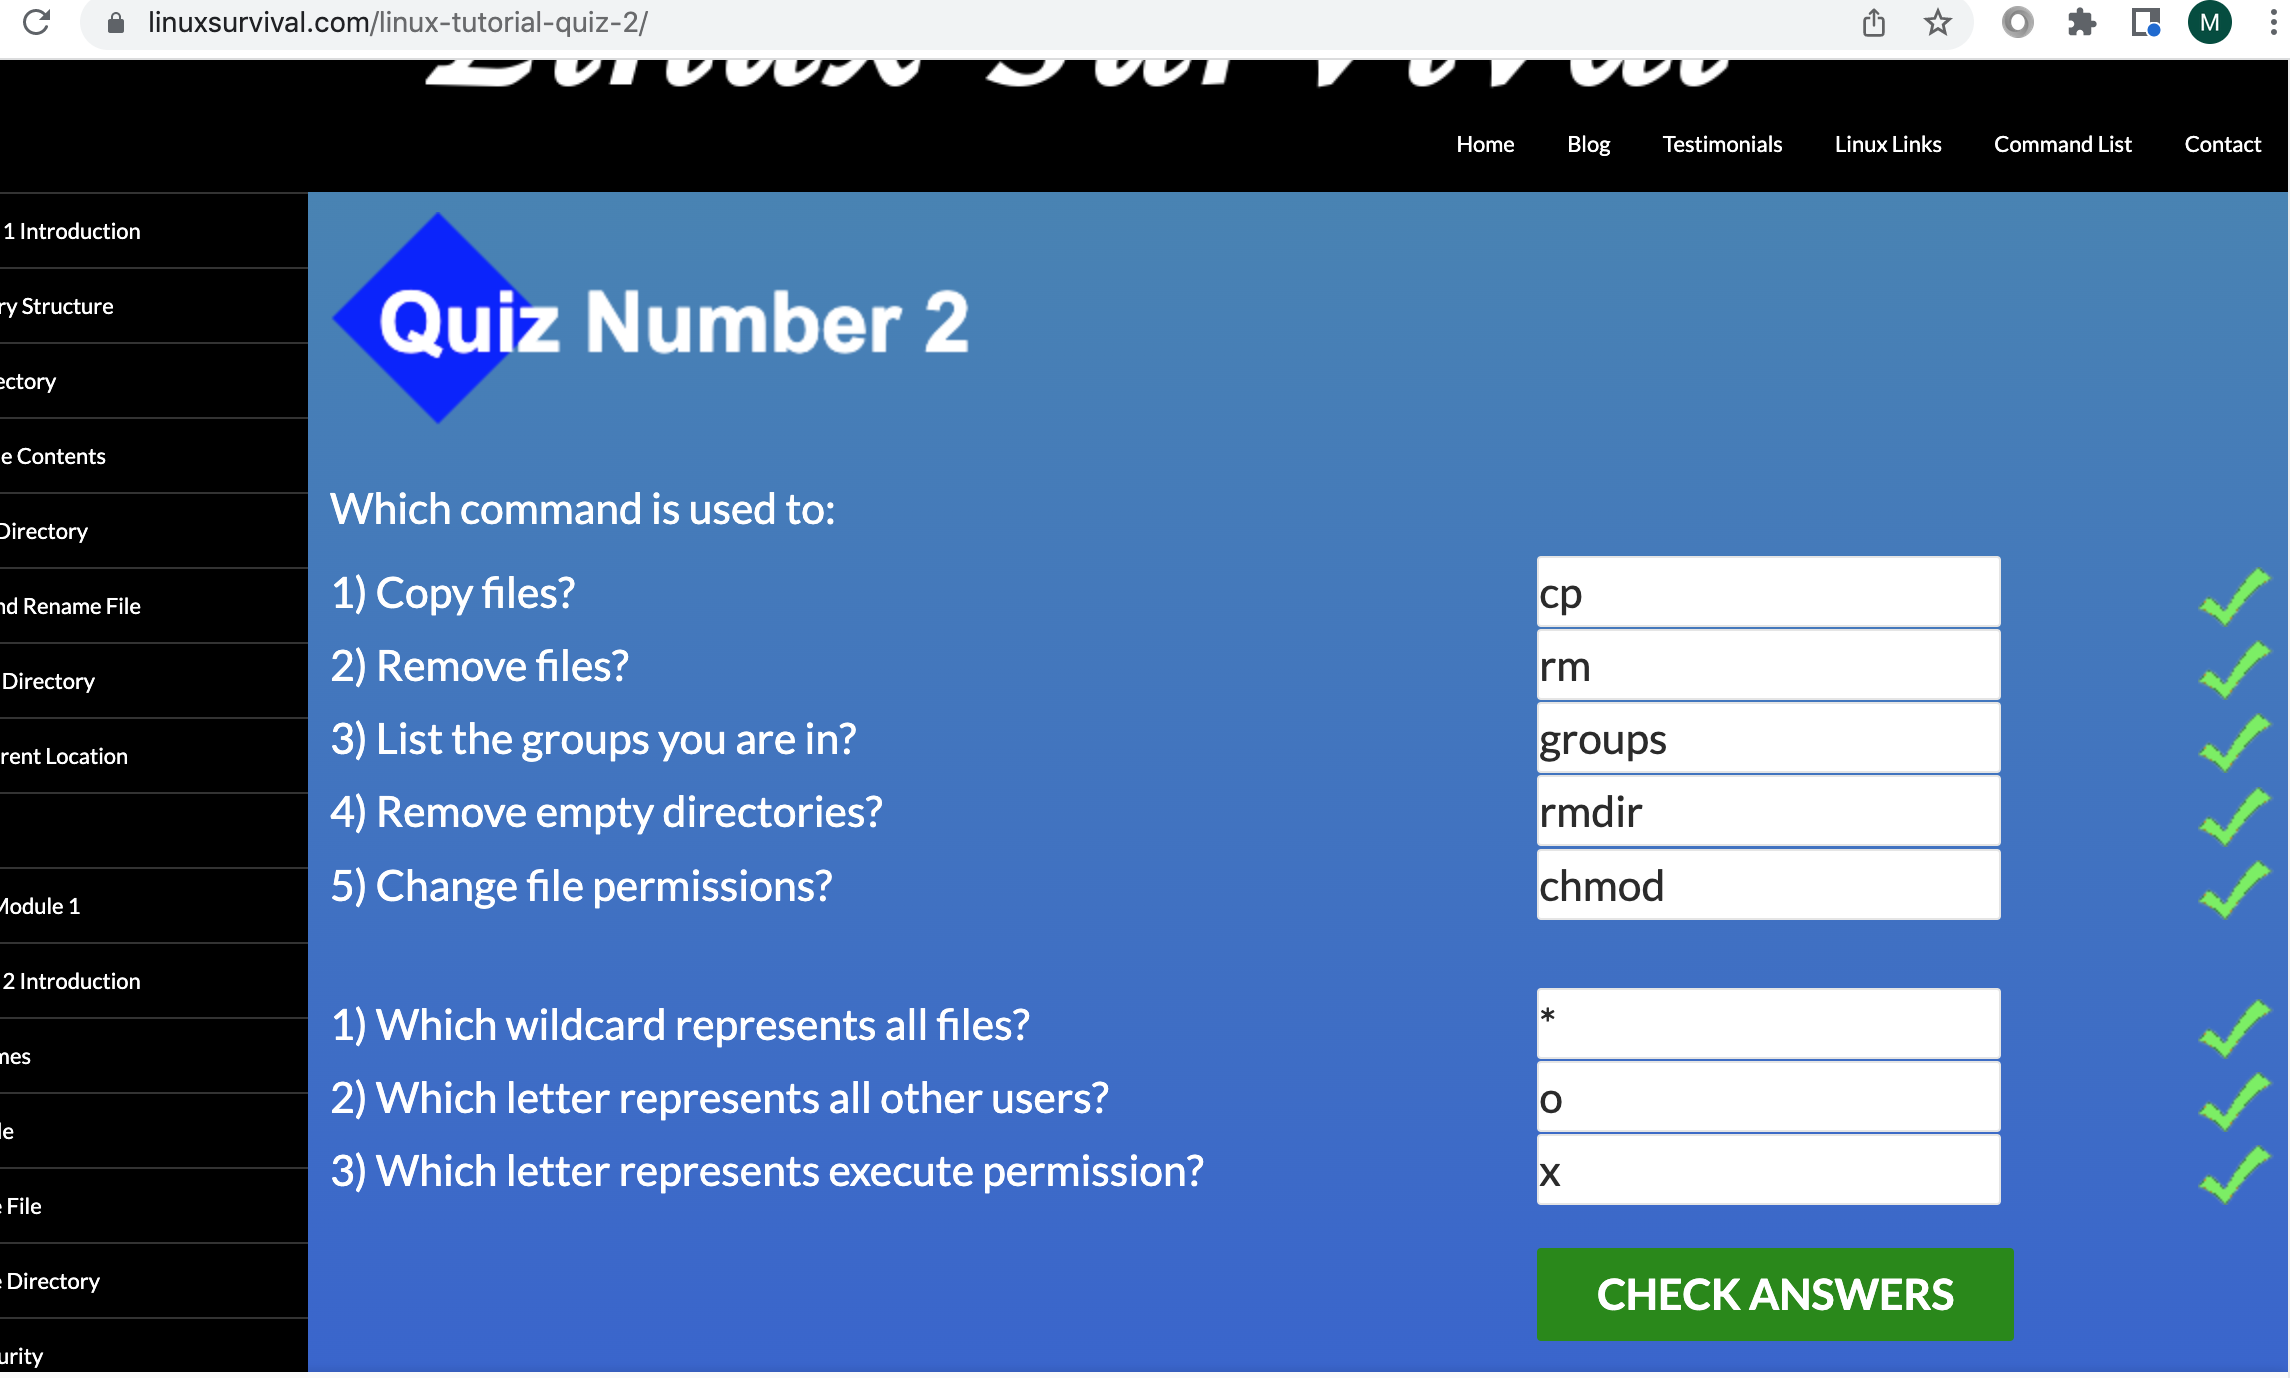 linuxsurvival.com/linux-tutorial-quiz-2/
M
Linux Survival
Home Blog Testimonials Linux Links Command List Contact
1 Introduction
ry Structure
ectory
e Contents
Directory
nd Rename File
Directory
rent Location
Module 1
2 Introduction
mes
le
e File
e Directory
urity
Quiz Number 2
Which command is used to:
1) Copy files? cp
2) Remove files? rm
3) List the groups you are in? groups
4) Remove empty directories? rmdir
5) Change file permissions? chmod
1) Which wildcard represents all files? *
2) Which letter represents all other users? o
3) Which letter represents execute permission? x
CHECK ANSWERS